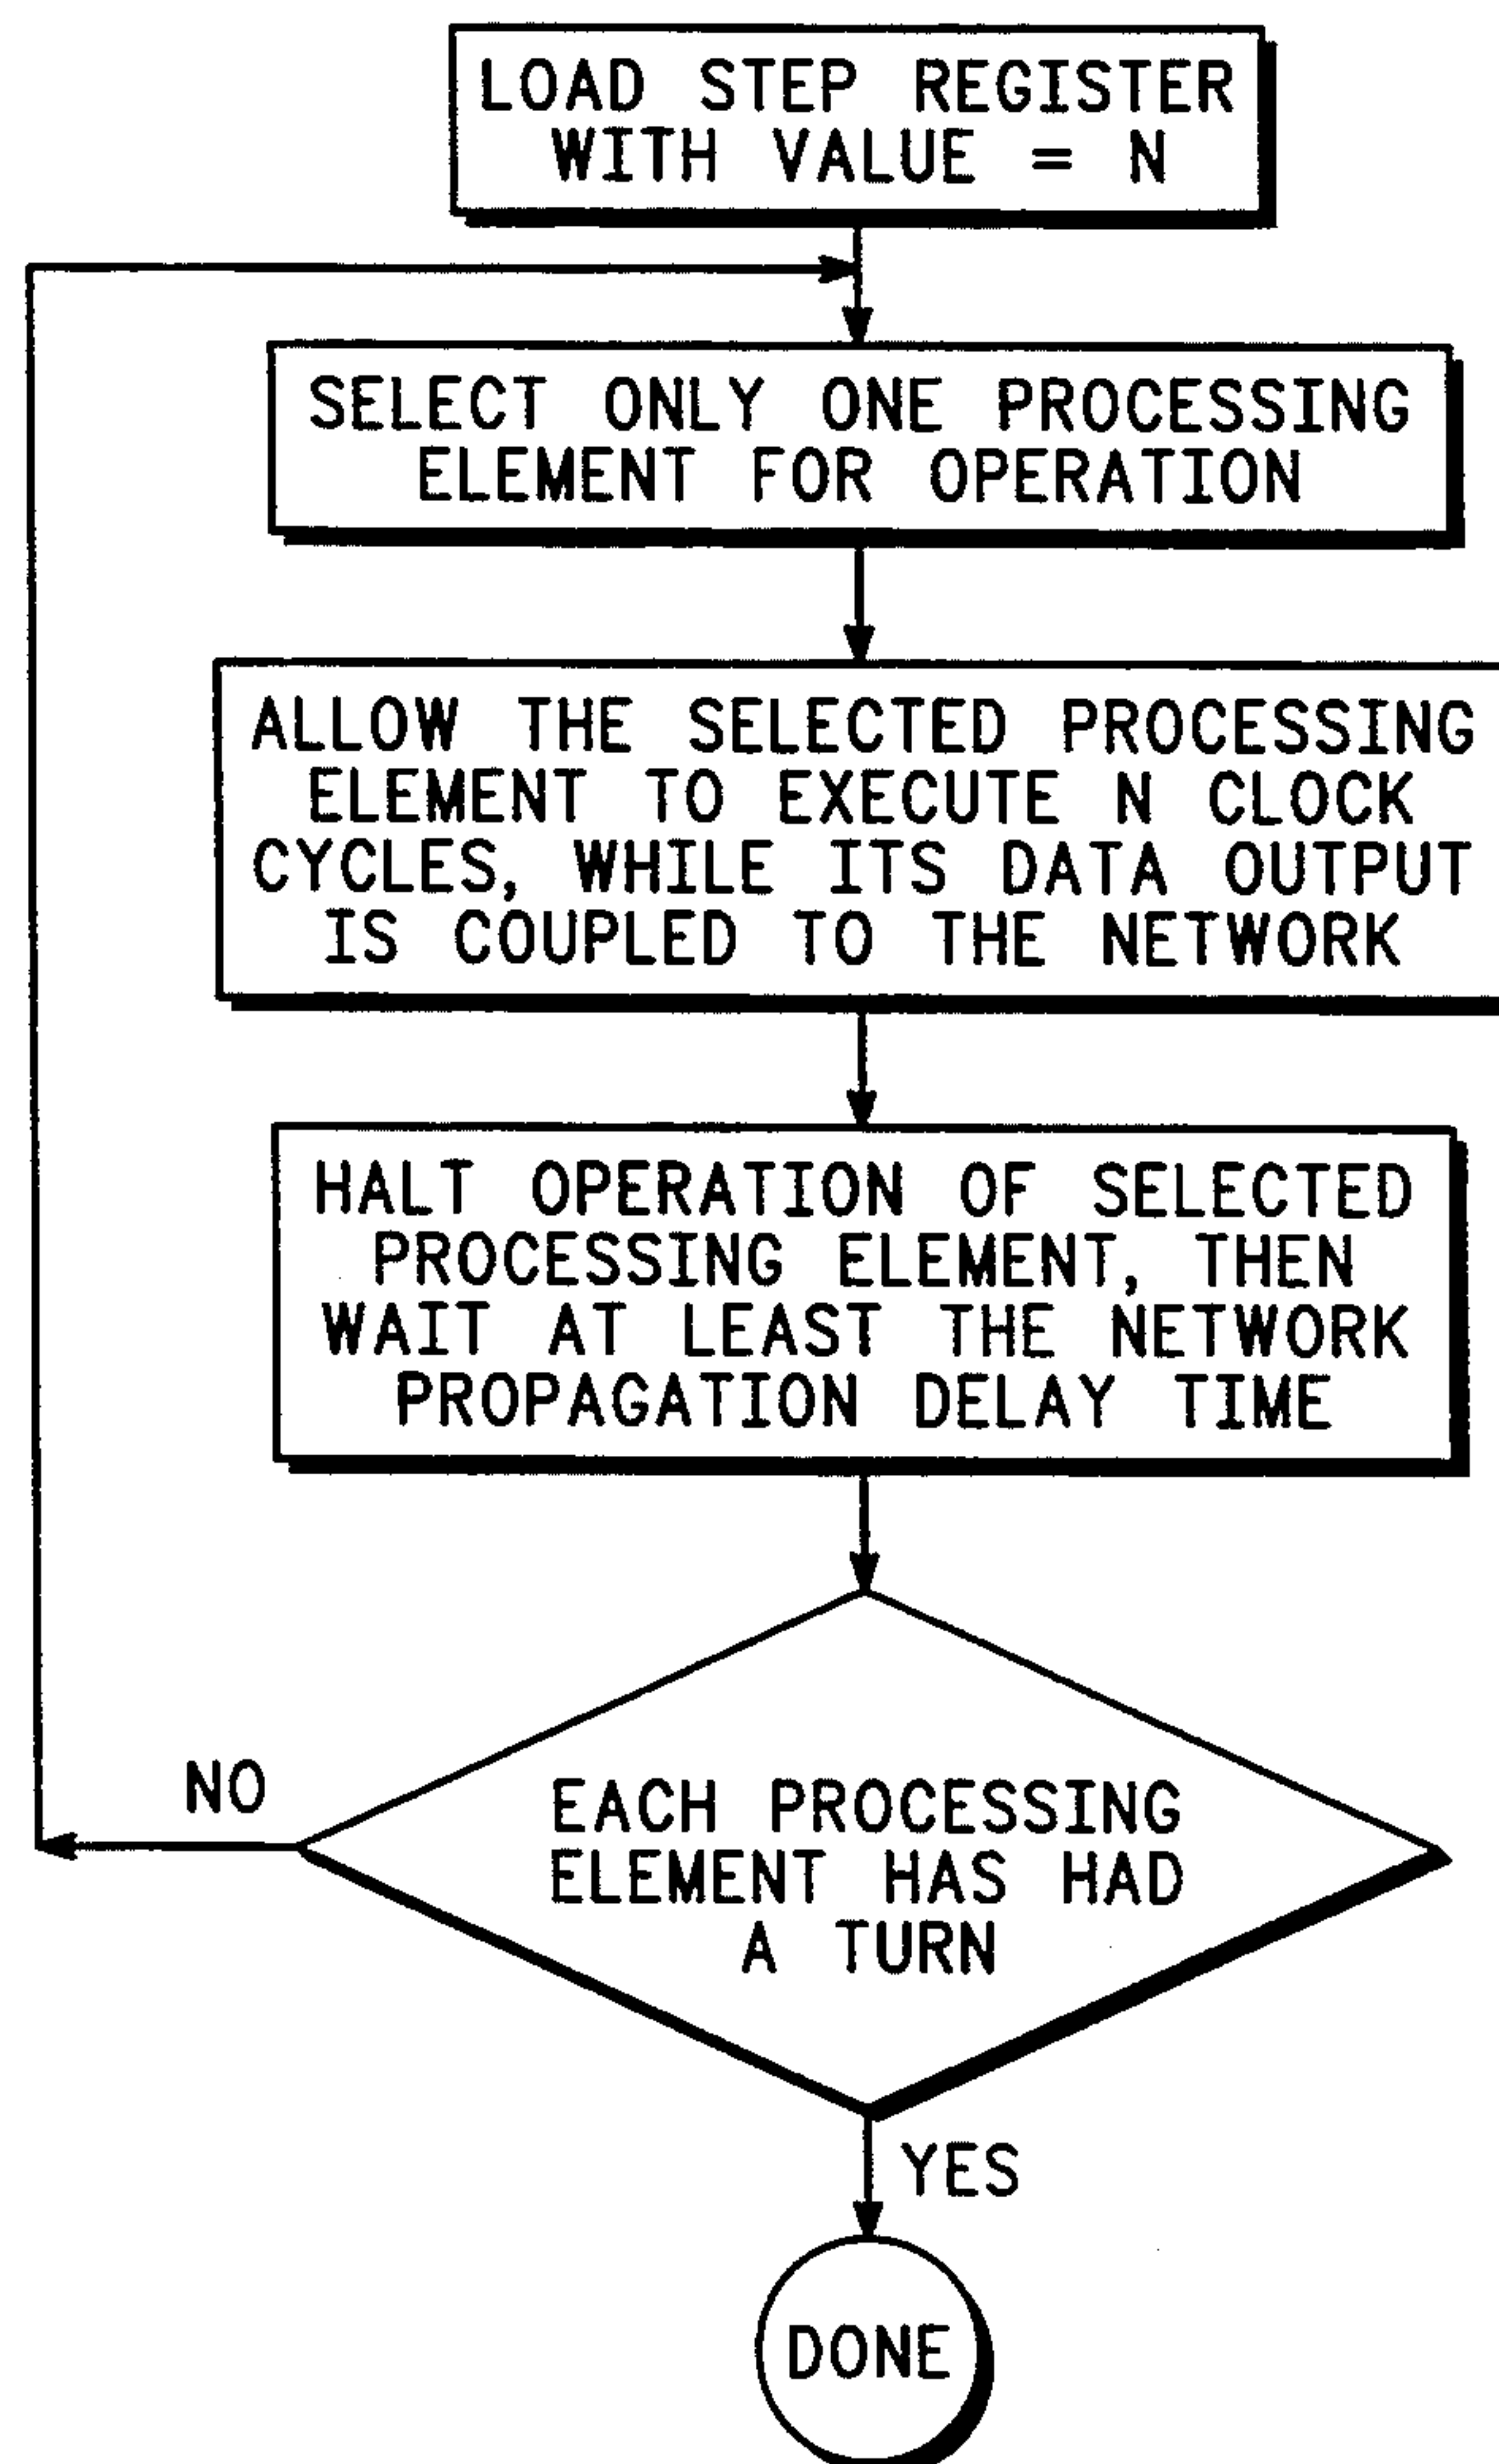 LOAD STEP REGISTER
WITH VALUE = N
SELECT ONLY ONE PROCESSING
ELEMENT FOR OPERATION
ALLOW THE SELECTED PROCESSING
ELEMENT TO EXECUTE N CLOCK
CYCLES, WHILE ITS DATA OUTPUT
IS COUPLED TO THE NETWORK
HALT OPERATION OF SELECTED
PROCESSING ELEMENT, THEN
WAIT AT LEAST THE NETWORK
PROPAGATION DELAY TIME
NO
EACH PROCESSING
ELEMENT HAS HAD
A TURN
YES
DONE